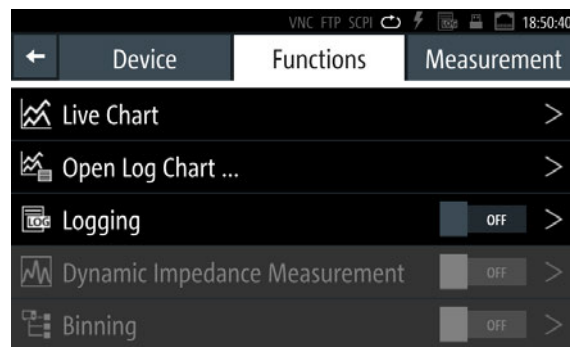 VNC FTP SCPI 18:50:40
Device Functions Measurement
Live Chart
Open Log Chart ...
LOG Logging OFF
Dynamic Impedance Measurement OFF
Binning OFF